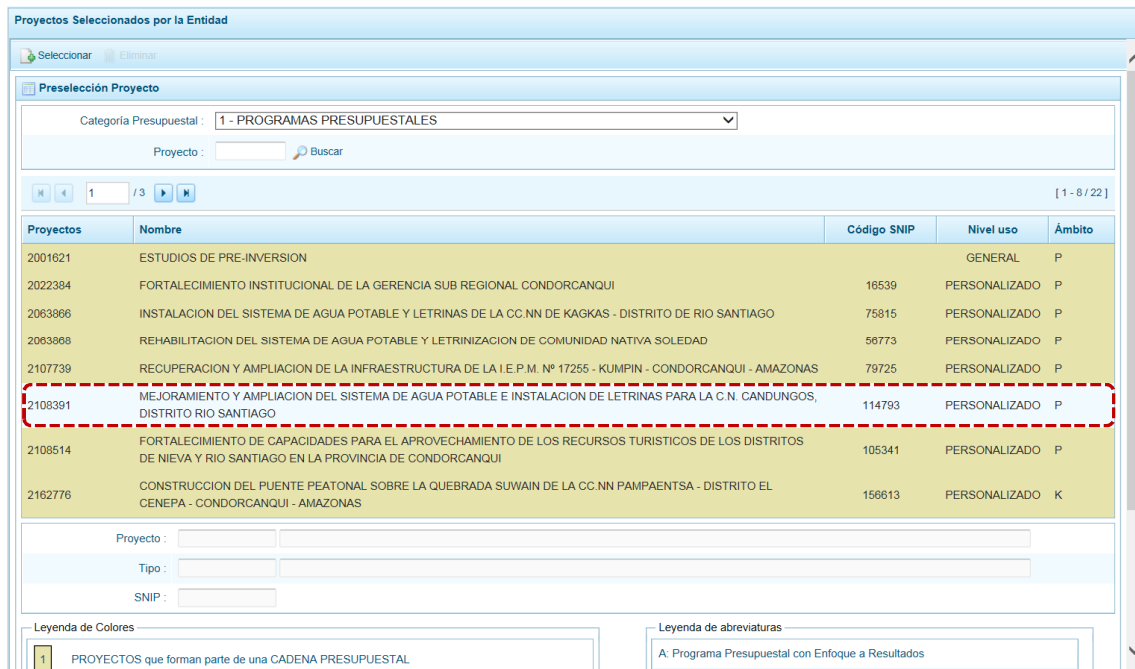 Proyectos Seleccionados por la Entidad
Seleccionar Eliminar
Preselección Proyecto
Categoría Presupuestal : 1 - PROGRAMAS PRESUPUESTALES
Proyecto : Buscar
1 / 3 [ 1 - 8 / 22 ]
Proyectos Nombre Código SNIP Nivel uso Ámbito
2001621 ESTUDIOS DE PRE-INVERSION GENERAL P
2022384 FORTALECIMIENTO INSTITUCIONAL DE LA GERENCIA SUB REGIONAL CONDORCANQUI 16539 PERSONALIZADO P
2063866 INSTALACION DEL SISTEMA DE AGUA POTABLE Y LETRINAS DE LA CC.NN DE KAGKAS - DISTRITO DE RIO SANTIAGO 75815 PERSONALIZADO P
2063868 REHABILITACION DEL SISTEMA DE AGUA POTABLE Y LETRINIZACION DE COMUNIDAD NATIVA SOLEDAD 56773 PERSONALIZADO P
2107739 RECUPERACION Y AMPLIACION DE LA INFRAESTRUCTURA DE LA I.E.P.M. Nº 17255 - KUMPIN - CONDORCANQUI - AMAZONAS 79725 PERSONALIZADO P
2108391 MEJORAMIENTO Y AMPLIACION DEL SISTEMA DE AGUA POTABLE E INSTALACION DE LETRINAS PARA LA C.N. CANDUNGOS, 114793 PERSONALIZADO P
DISTRITO RIO SANTIAGO
2108514 FORTALECIMIENTO DE CAPACIDADES PARA EL APROVECHAMIENTO DE LOS RECURSOS TURISTICOS DE LOS DISTRITOS 105341 PERSONALIZADO P
DE NIEVA Y RIO SANTIAGO EN LA PROVINCIA DE CONDORCANQUI
2162776 CONSTRUCCION DEL PUENTE PEATONAL SOBRE LA QUEBRADA SUWAIN DE LA CC.NN PAMPAENTSA - DISTRITO EL 156613 PERSONALIZADO K
CENEPA - CONDORCANQUI - AMAZONAS
Proyecto :
Tipo :
SNIP :
Leyenda de Colores
1 PROYECTOS que forman parte de una CADENA PRESUPUESTAL
Leyenda de abreviaturas
A: Programa Presupuestal con Enfoque a Resultados